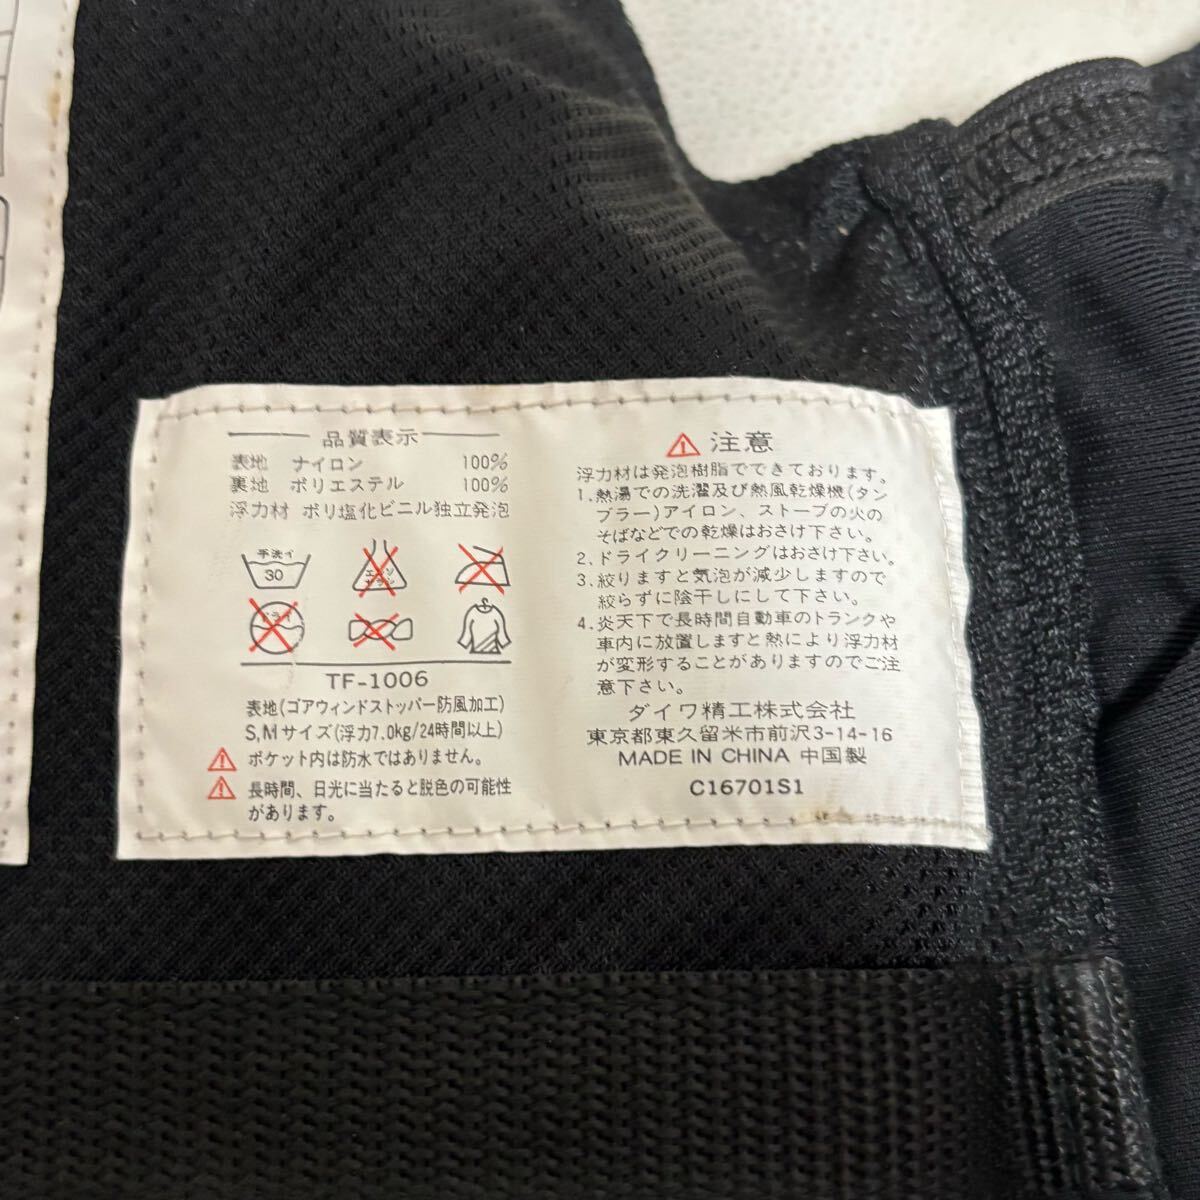 品質表示
表地 ナイロン 100%
裏地 ポリエステル 100%
浮力材 ポリ塩化ビニル独立発泡
手洗イ
30
エンソ
サラシ
ドライ
TF-1006
表地(ゴアウィンドストッパー防風加工)
S,Mサイズ(浮力7.0kg/24時間以上)
ポケット内は防水ではありません。
長時間、日光に当たると脱色の可能性
があります。
注意
浮力材は発泡樹脂でできております。
1.熱湯での洗濯及び熱風乾燥機(タン
ブラー)アイロン、ストーブの火の
そばなどでの乾燥はおさけ下さい。
2.ドライクリーニングはおさけ下さい。
3.絞りますと気泡が減少しますので
絞らずに陰干しにして下さい。
4.炎天下で長時間自動車のトランクや
車内に放置しますと熱により浮力材
が変形することがありますのでご注
意下さい。
ダイワ精工株式会社
東京都東久留米市前沢3-14-16
MADE IN CHINA 中国製
C16701S1